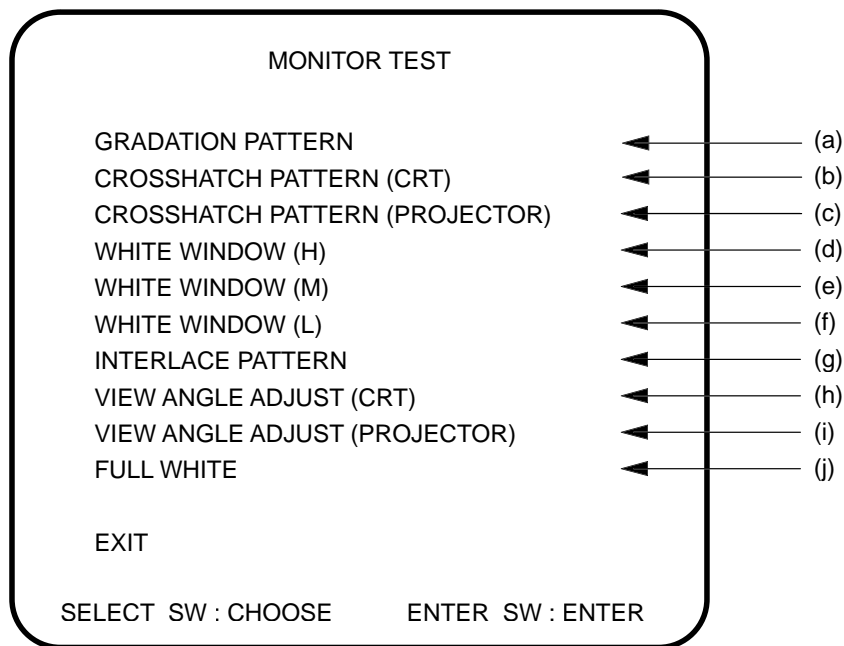 MONITOR TEST
GRADATION PATTERN (a)
CROSSHATCH PATTERN (CRT) (b)
CROSSHATCH PATTERN (PROJECTOR) (c)
WHITE WINDOW (H) (d)
WHITE WINDOW (M) (e)
WHITE WINDOW (L) (f)
INTERLACE PATTERN (g)
VIEW ANGLE ADJUST (CRT) (h)
VIEW ANGLE ADJUST (PROJECTOR) (i)
FULL WHITE (j)
EXIT
SELECT SW : CHOOSE ENTER SW : ENTER